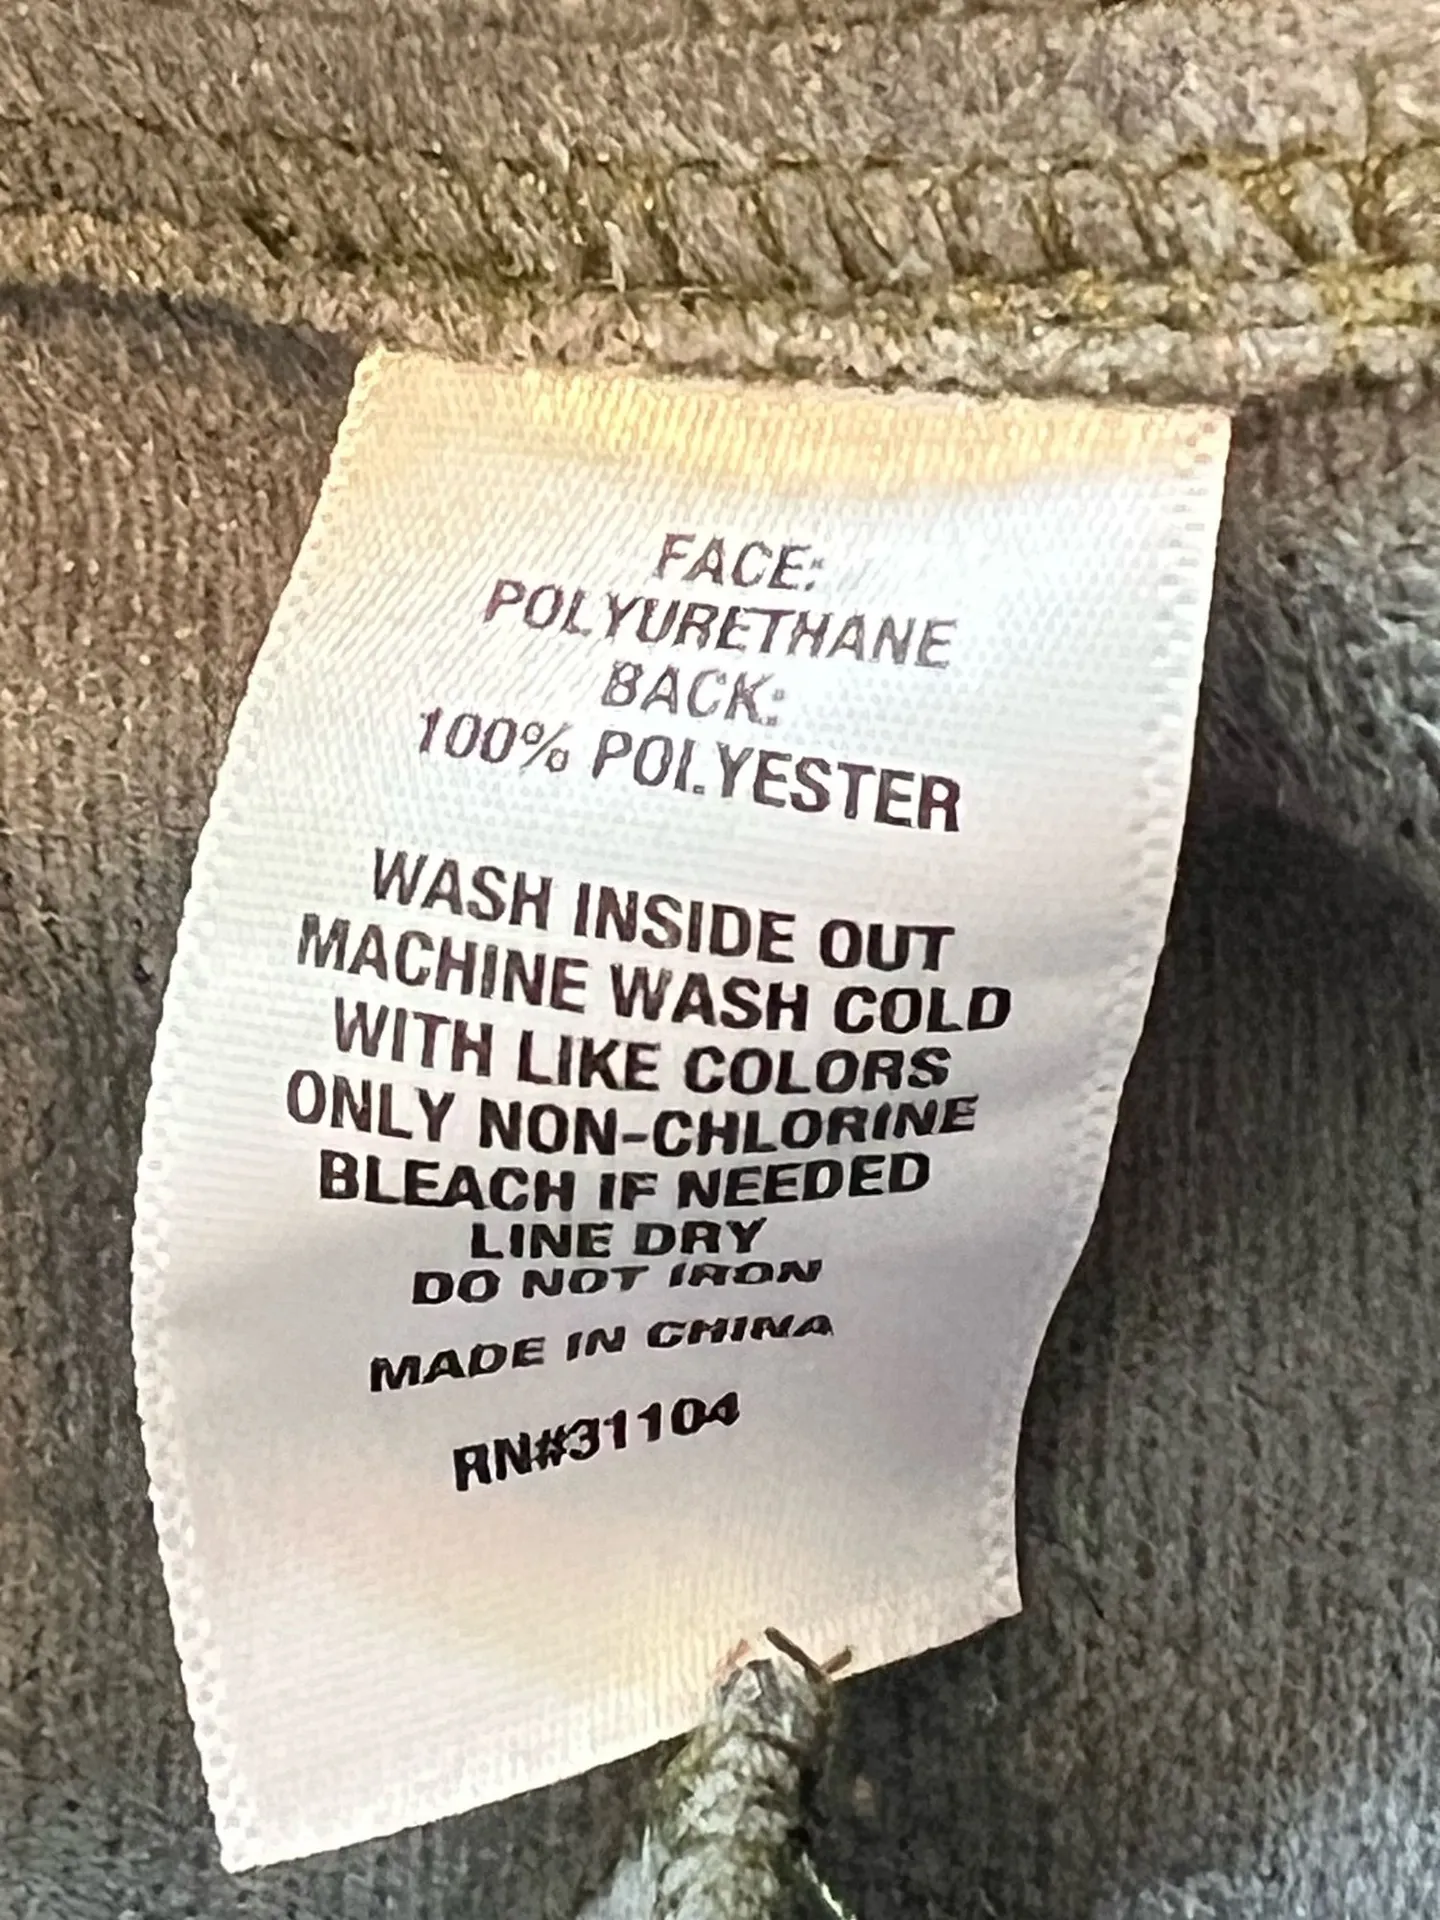 FACE:
POLYURETHANE
BACK:
100% POLYESTER
WASH INSIDE OUT
MACHINE WASH COLD
WITH LIKE COLORS
ONLY NON-CHLORINE
BLEACH IF NEEDED
LINE DRY
DO NOT IRON
MADE IN CHINA
RN#31104